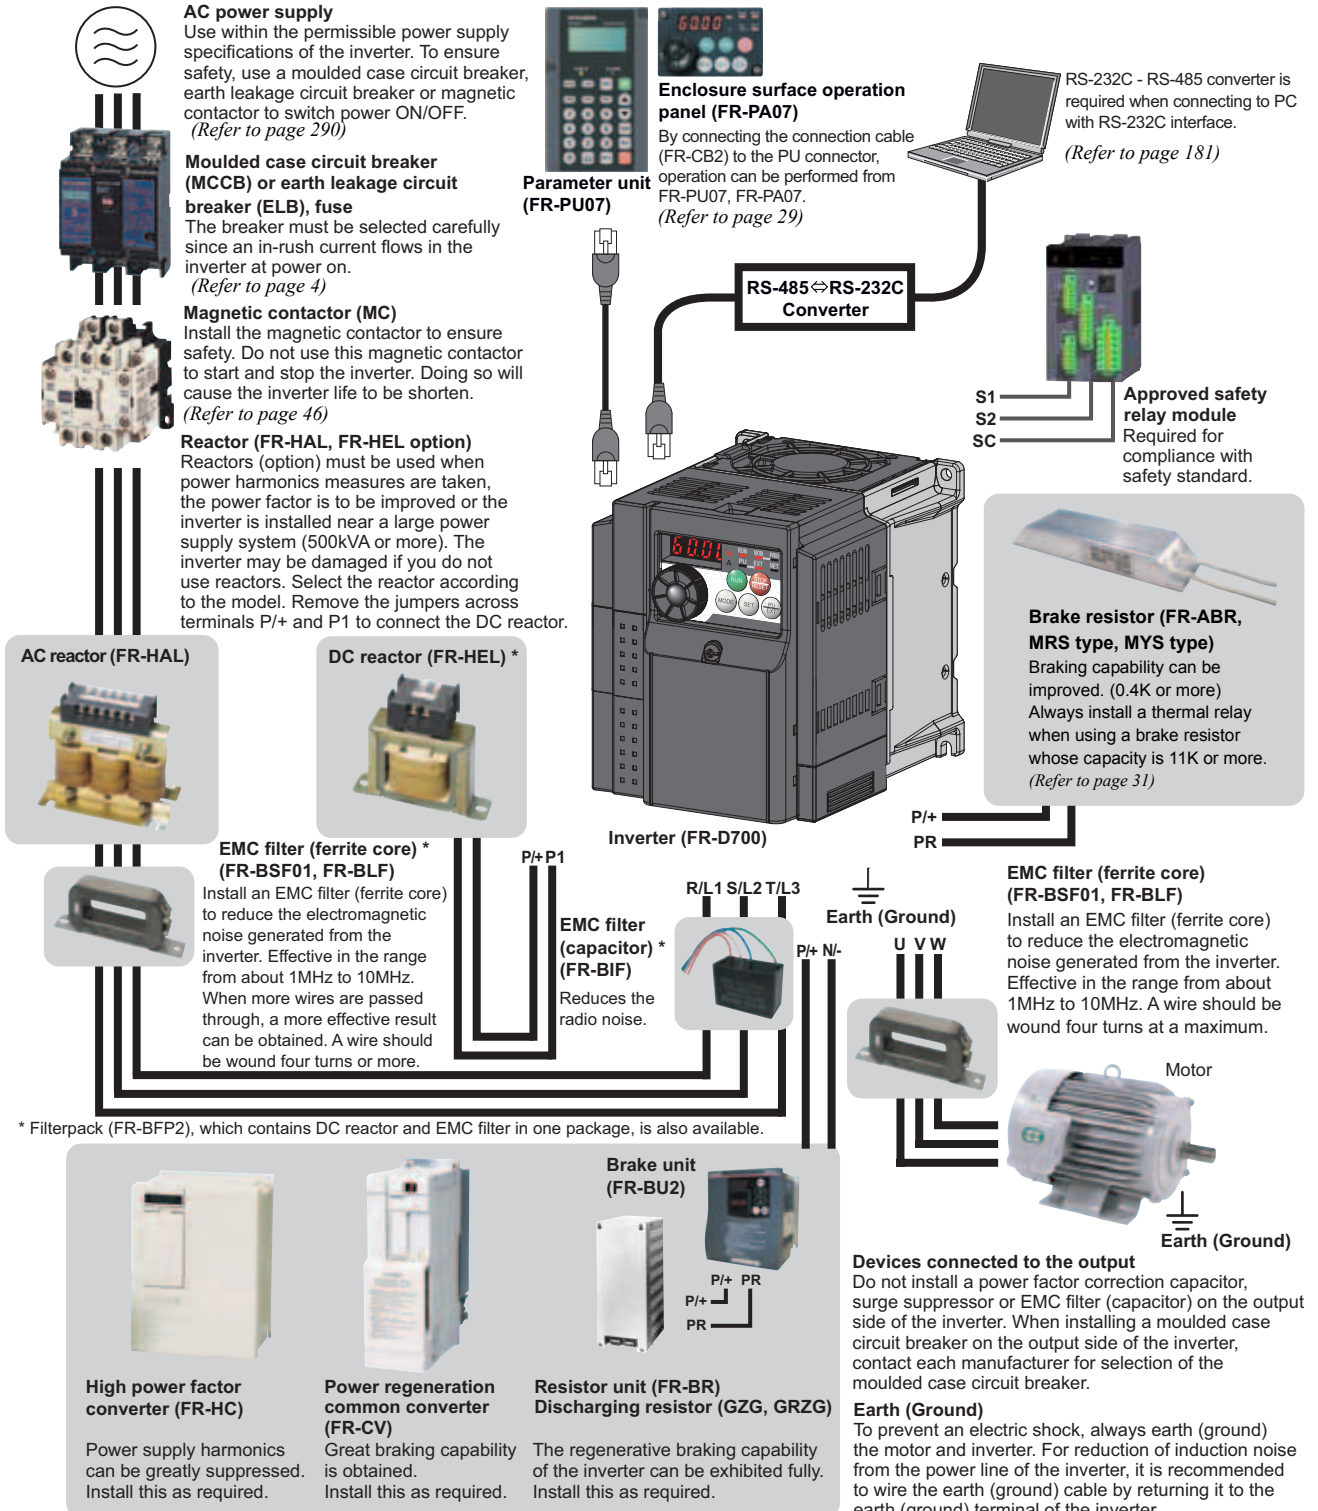 AC power supply
Use within the permissible power supply
specifications of the inverter. To ensure
safety, use a moulded case circuit breaker,
earth leakage circuit breaker or magnetic
contactor to switch power ON/OFF.
(Refer to page 290)
Moulded case circuit breaker
(MCCB) or earth leakage circuit
breaker (ELB), fuse
The breaker must be selected carefully
since an in-rush current flows in the
inverter at power on.
(Refer to page 4)
Magnetic contactor (MC)
Install the magnetic contactor to ensure
safety. Do not use this magnetic contactor
to start and stop the inverter. Doing so will
cause the inverter life to be shorten.
(Refer to page 46)
Reactor (FR-HAL, FR-HEL option)
Reactors (option) must be used when
power harmonics measures are taken,
the power factor is to be improved or the
inverter is installed near a large power
supply system (500kVA or more). The
inverter may be damaged if you do not
use reactors. Select the reactor according
to the model. Remove the jumpers across
terminals P/+ and P1 to connect the DC reactor.
Parameter unit
(FR-PU07)
Enclosure surface operation
panel (FR-PA07)
By connecting the connection cable
(FR-CB2) to the PU connector,
operation can be performed from
FR-PU07, FR-PA07.
(Refer to page 29)
RS-232C - RS-485 converter is
required when connecting to PC
with RS-232C interface.
(Refer to page 181)
RS-485⇔RS-232C
Converter
S1
S2
SC
Approved safety
relay module
Required for
compliance with
safety standard.
RUN MON PRM
A PU EXT NET
RUN
STOP
RESET
MODE
SET
PU
EXT
Inverter (FR-D700)
Brake resistor (FR-ABR,
MRS type, MYS type)
Braking capability can be
improved. (0.4K or more)
Always install a thermal relay
when using a brake resistor
whose capacity is 11K or more.
(Refer to page 31)
P/+
PR
AC reactor (FR-HAL)
DC reactor (FR-HEL) *
EMC filter (ferrite core) *
(FR-BSF01, FR-BLF)
Install an EMC filter (ferrite core)
to reduce the electromagnetic
noise generated from the
inverter. Effective in the range
from about 1MHz to 10MHz.
When more wires are passed
through, a more effective result
can be obtained. A wire should
be wound four turns or more.
P/+ P1
EMC filter
(capacitor) *
(FR-BIF)
Reduces the
radio noise.
R/L1 S/L2 T/L3
P/+ N/-
Earth (Ground)
U V W
EMC filter (ferrite core)
(FR-BSF01, FR-BLF)
Install an EMC filter (ferrite core)
to reduce the electromagnetic
noise generated from the inverter.
Effective in the range from about
1MHz to 10MHz. A wire should be
wound four turns at a maximum.
Motor
Earth (Ground)
* Filterpack (FR-BFP2), which contains DC reactor and EMC filter in one package, is also available.
Brake unit
(FR-BU2)
P/+ PR
P/+
PR
High power factor
converter (FR-HC)
Power supply harmonics
can be greatly suppressed.
Install this as required.
Power regeneration
common converter
(FR-CV)
Great braking capability
is obtained.
Install this as required.
Resistor unit (FR-BR)
Discharging resistor (GZG, GRZG)
The regenerative braking capability
of the inverter can be exhibited fully.
Install this as required.
Devices connected to the output
Do not install a power factor correction capacitor,
surge suppressor or EMC filter (capacitor) on the output
side of the inverter. When installing a moulded case
circuit breaker on the output side of the inverter,
contact each manufacturer for selection of the
moulded case circuit breaker.
Earth (Ground)
To prevent an electric shock, always earth (ground)
the motor and inverter. For reduction of induction noise
from the power line of the inverter, it is recommended
to wire the earth (ground) cable by returning it to the
earth (ground) terminal of the inverter.